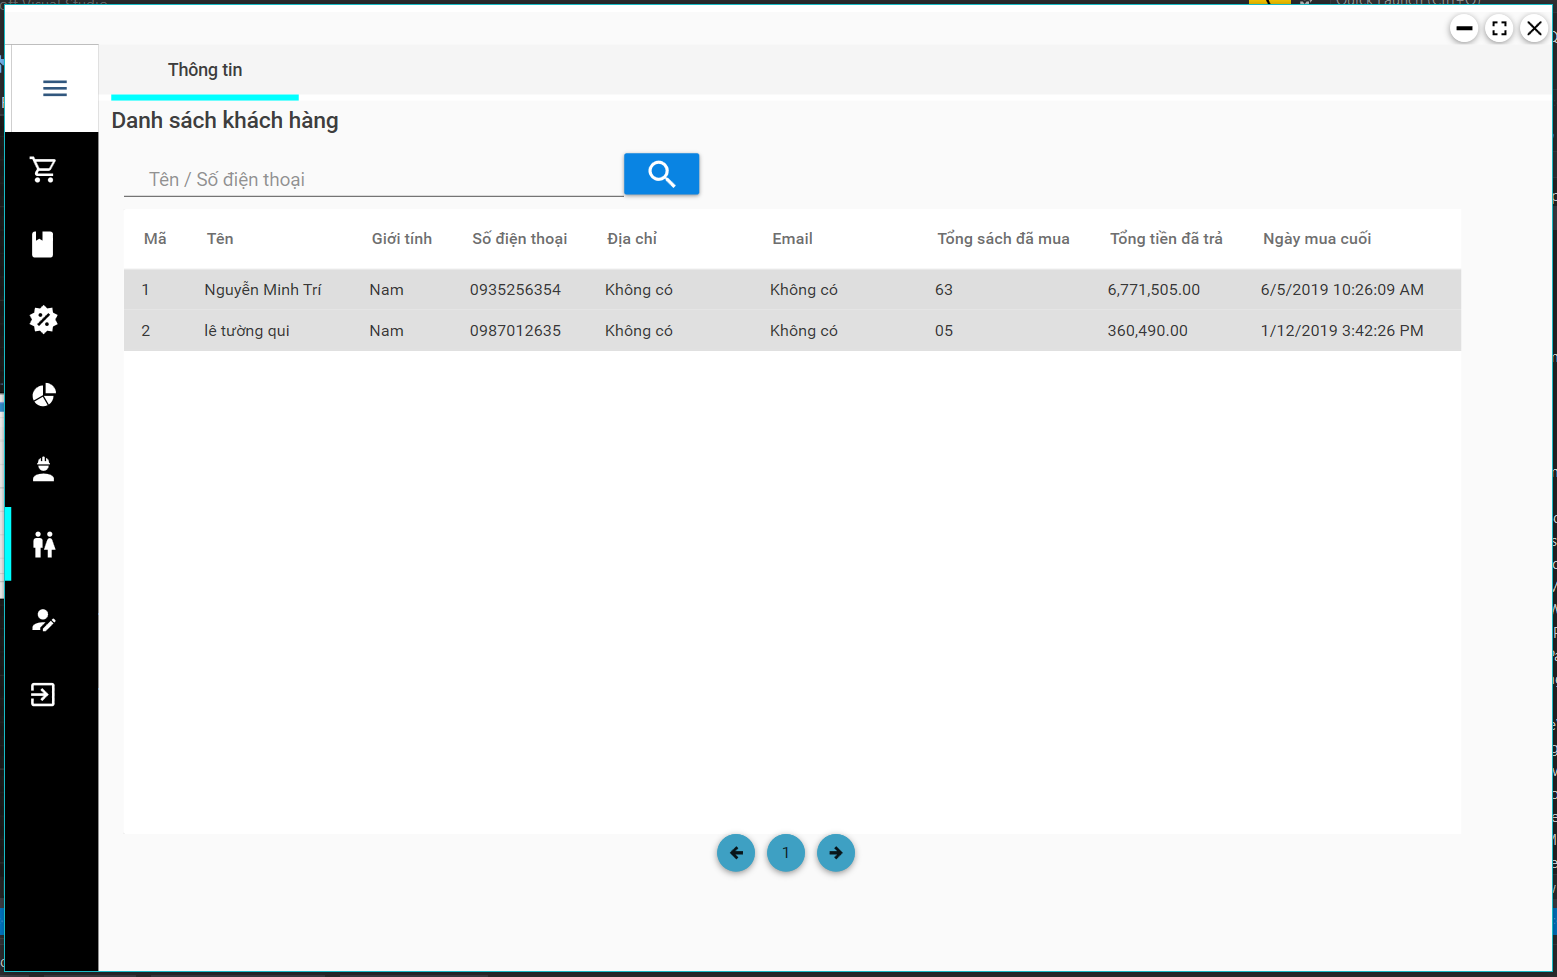 Thông tin
Danh sách khách hàng
Tên / Số điện thoại
Mã Tên Giới tính Số điện thoại Địa chỉ Email Tổng sách đã mua Tổng tiền đã trả Ngày mua cuối
1 Nguyễn Minh Trí Nam 0935256354 Không có Không có 63 6,771,505.00 6/5/2019 10:26:09 AM
2 lê tường qui Nam 0987012635 Không có Không có 05 360,490.00 1/12/2019 3:42:26 PM
1